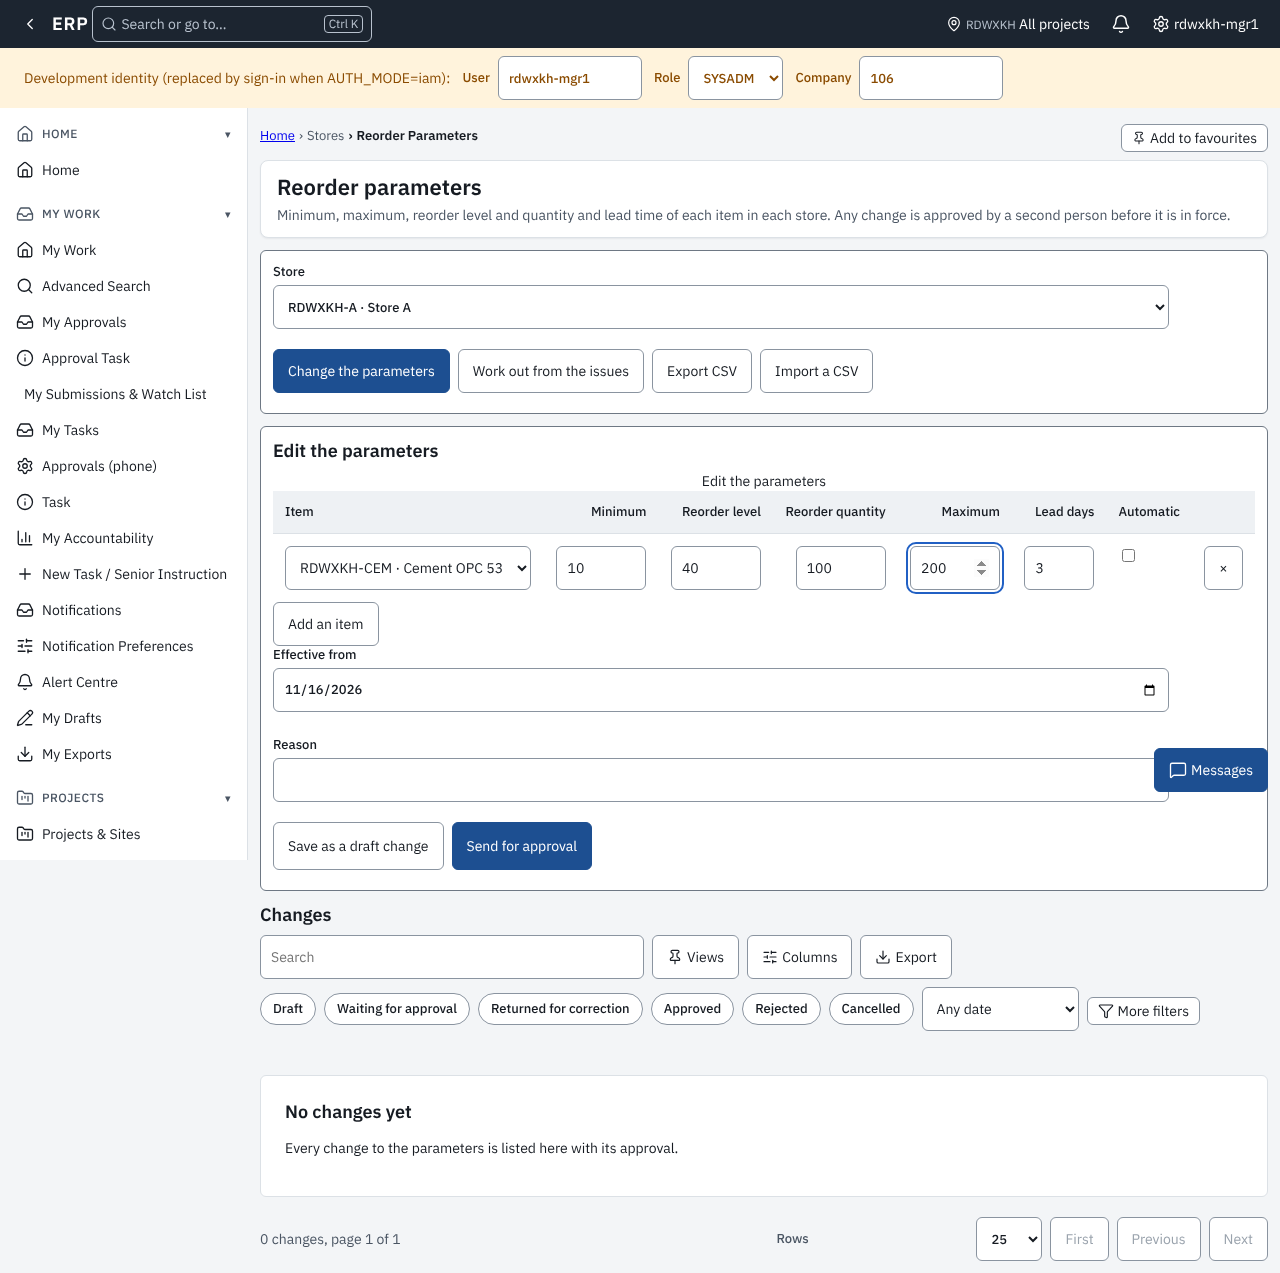 ERP Search or go to... Ctrl K RDWXKH All projects rdwxkh-mgr1
Development identity (replaced by sign-in when AUTH_MODE=iam): User rdwxkh-mgr1 Role SYSADM Company 106
HOME
Home
MY WORK
My Work
Advanced Search
My Approvals
Approval Task
My Submissions & Watch List
My Tasks
Approvals (phone)
Task
My Accountability
New Task / Senior Instruction
Notifications
Notification Preferences
Alert Centre
My Drafts
My Exports
PROJECTS
Projects & Sites
Home › Stores › Reorder Parameters
Add to favourites
Reorder parameters
Minimum, maximum, reorder level and quantity and lead time of each item in each store. Any change is approved by a second person before it is in force.
Store
RDWXKH-A · Store A
Change the parameters Work out from the issues Export CSV Import a CSV
Edit the parameters
Edit the parameters
Item Minimum Reorder level Reorder quantity Maximum Lead days Automatic
RDWXKH-CEM · Cement OPC 53 10 40 100 200 3 ×
Add an item
Effective from
11/16/2026
Reason
Messages
Save as a draft change Send for approval
Changes
Search Views Columns Export
Draft Waiting for approval Returned for correction Approved Rejected Cancelled Any date More filters
No changes yet
Every change to the parameters is listed here with its approval.
0 changes, page 1 of 1 Rows 25 First Previous Next